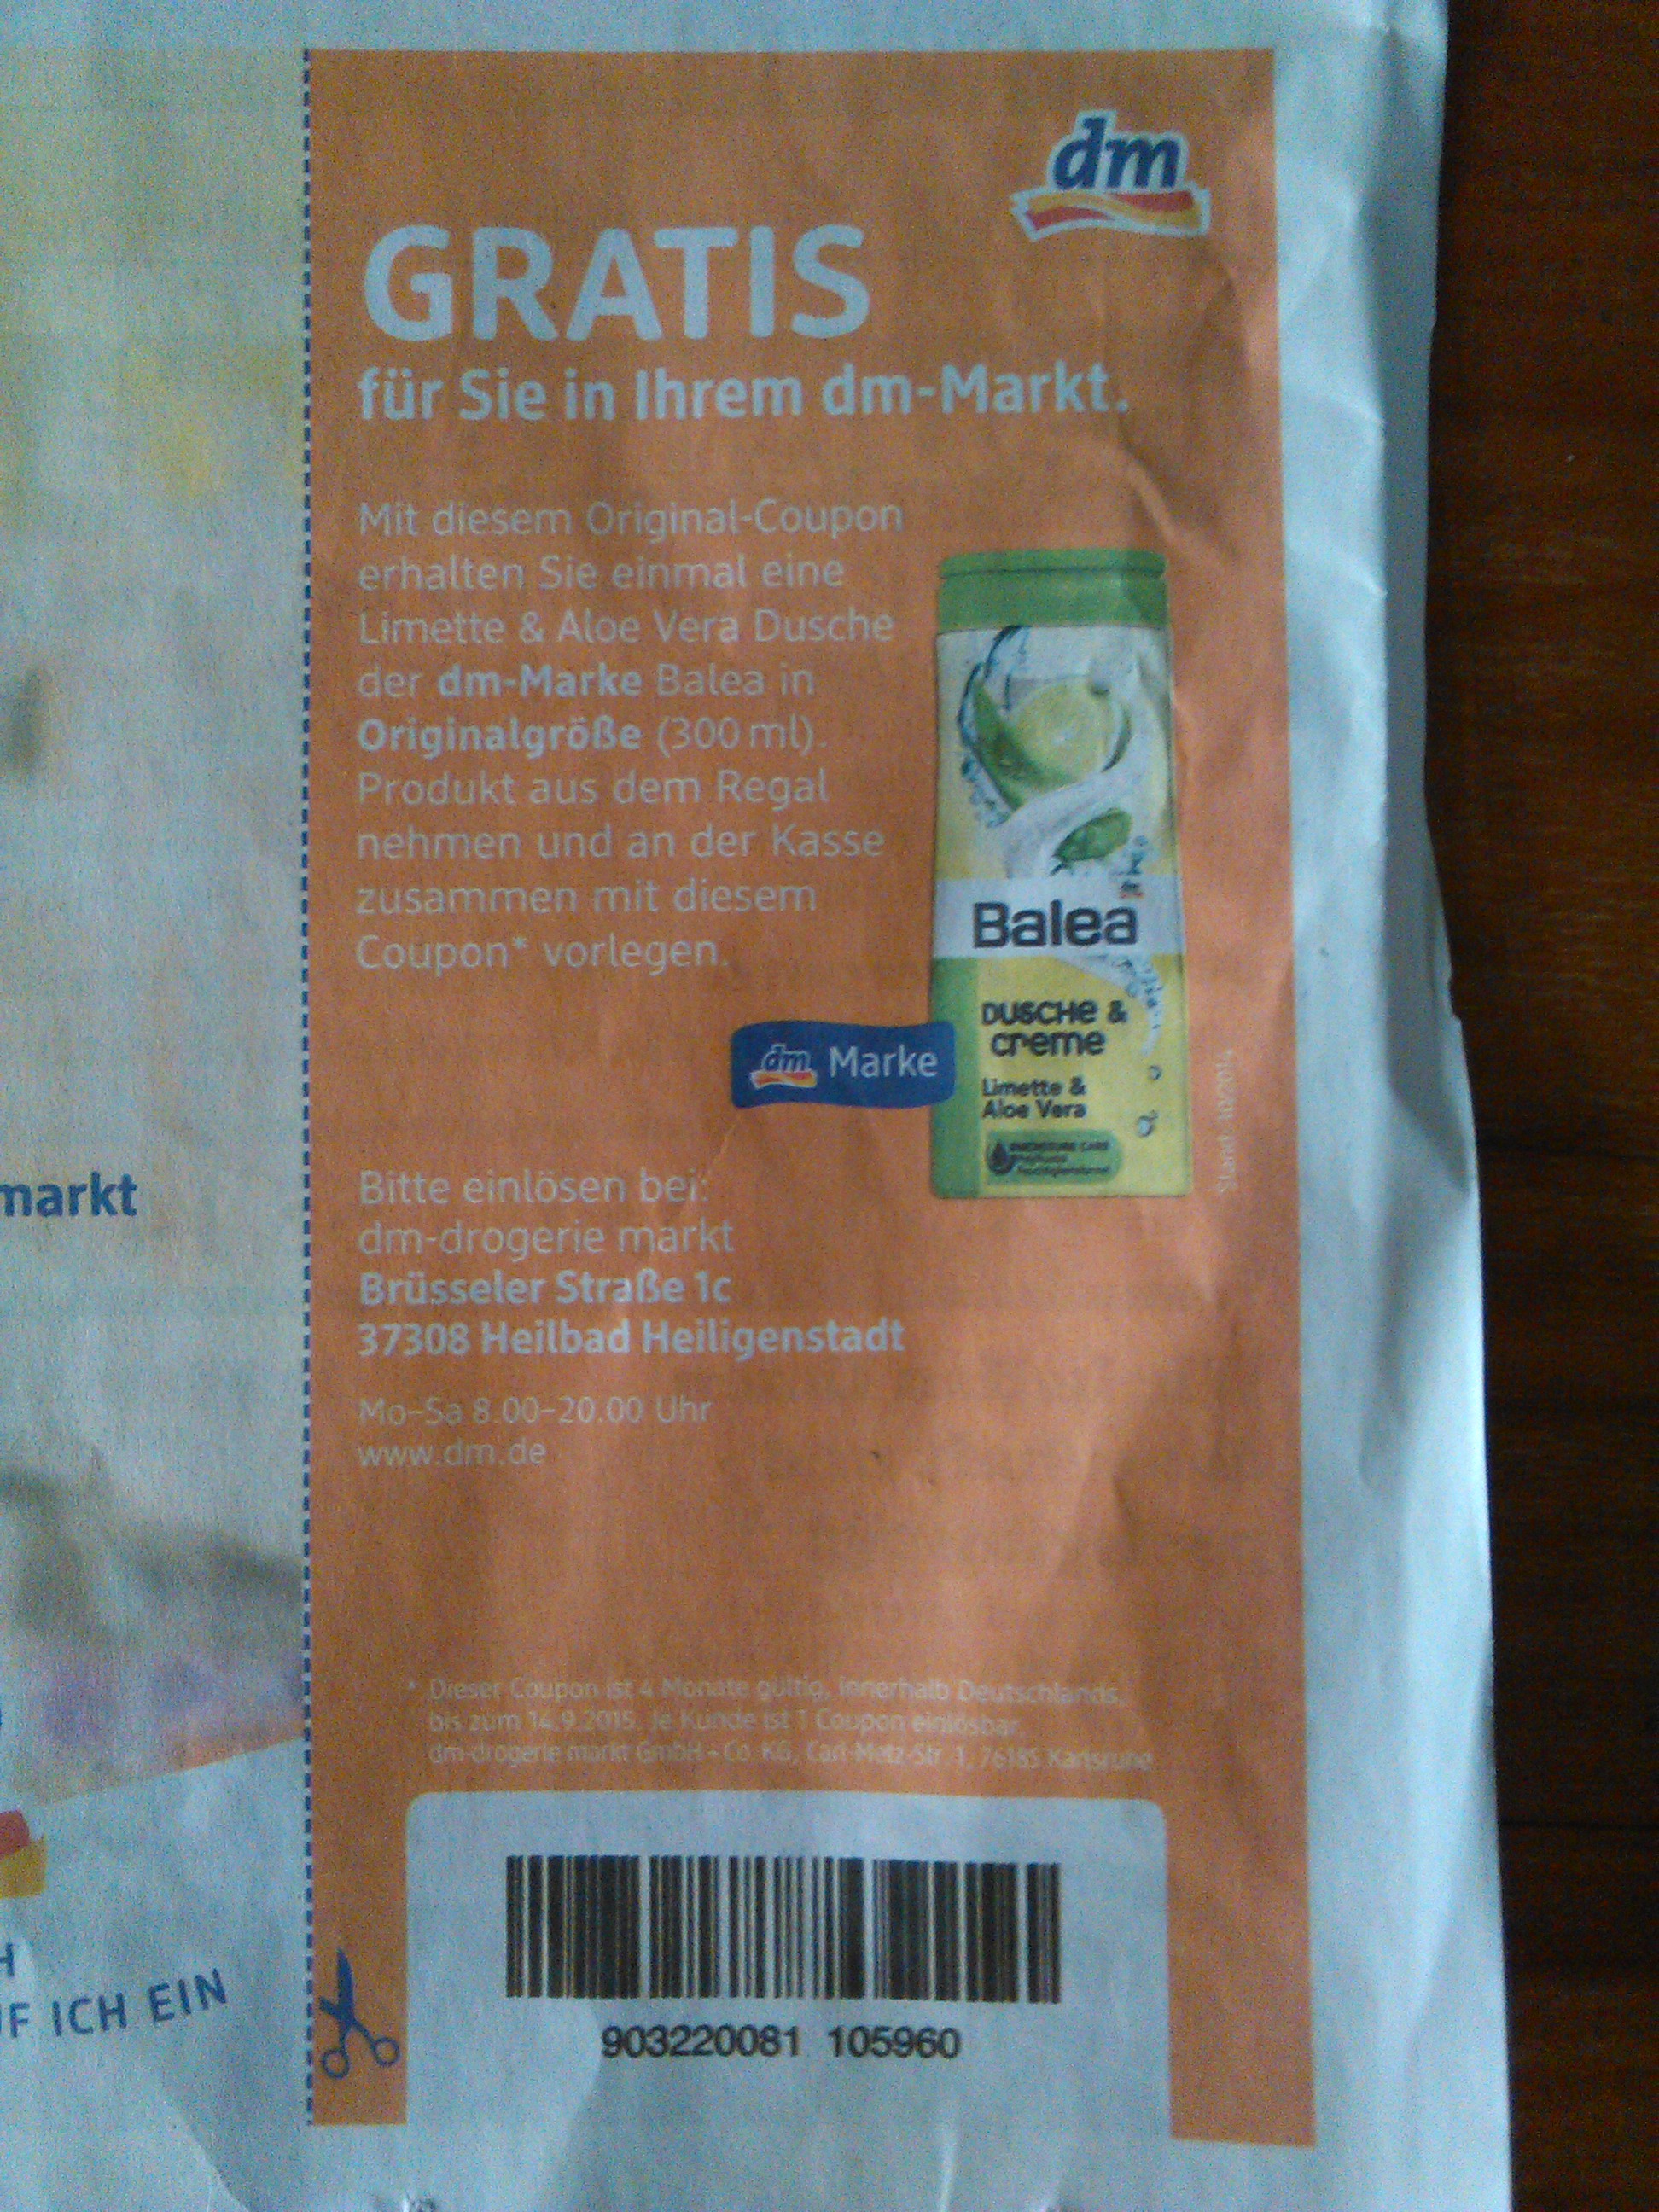 dm
GRATIS
für Sie in Ihrem dm-Markt.
Mit diesem Original-Coupon
erhalten Sie einmal eine
Limette & Aloe Vera Dusche
der dm-Marke Balea in
Originalgröße (300 ml).
Produkt aus dem Regal
nehmen und an der Kasse
zusammen mit diesem
Coupon* vorlegen.
Balea
DUSCHE &
creme
Limette &
Aloe Vera
dm Marke
Bitte einlösen bei:
dm-drogerie markt
Brüsseler Straße 1c
37308 Heilbad Heiligenstadt
Mo–Sa 8.00–20.00 Uhr
www.dm.de
* Dieser Coupon ist 4 Monate gültig, innerhalb Deutschlands,
bis zum 14.9.2015. Je Kunde ist 1 Coupon einlösbar.
dm-drogerie markt GmbH + Co. KG, Carl-Metz-Str. 1, 76185 Karlsruhe
903220081 105960
markt
ICH EIN